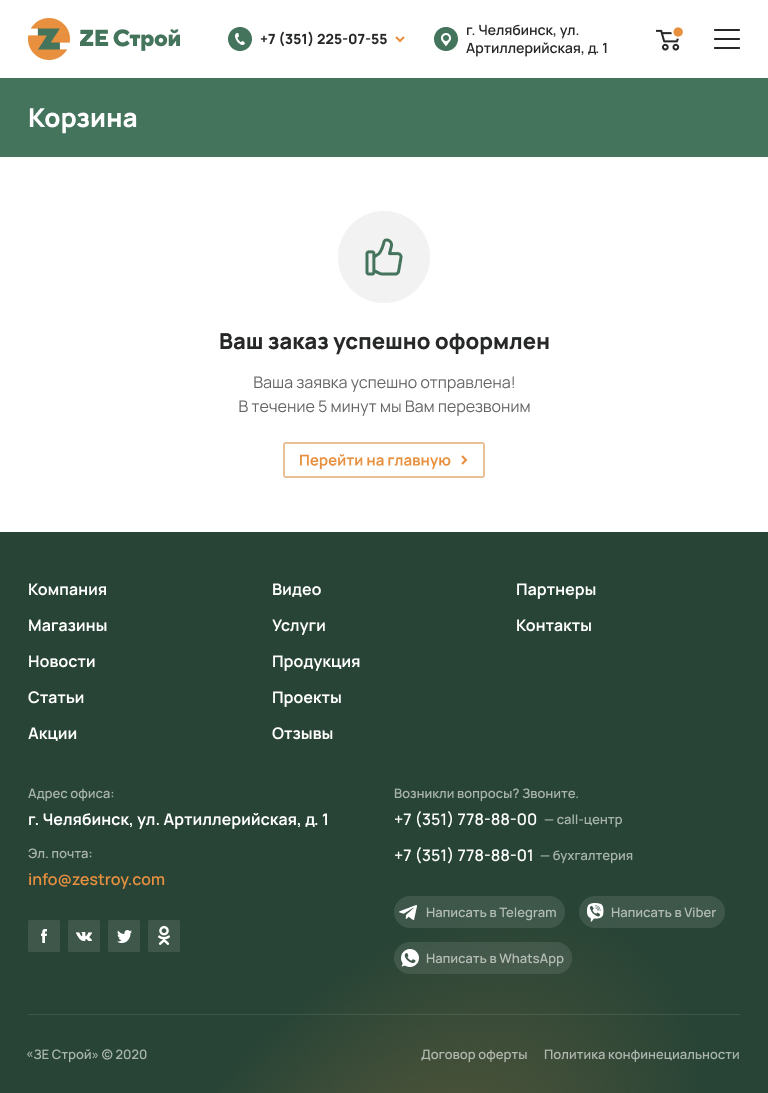 ZE Строй
+7 (351) 225-07-55
г. Челябинск, ул.
Артиллерийская, д. 1
Корзина
Ваш заказ успешно оформлен
Ваша заявка успешно отправлена!
В течение 5 минут мы Вам перезвоним
Перейти на главную
Компания
Магазины
Новости
Статьи
Акции
Видео
Услуги
Продукция
Проекты
Отзывы
Партнеры
Контакты
Адрес офиса:
г. Челябинск, ул. Артиллерийская, д. 1
Эл. почта:
info@zestroy.com
Возникли вопросы? Звоните.
+7 (351) 778-88-00 — call-центр
+7 (351) 778-88-01 — бухгалтерия
Написать в Telegram
Написать в Viber
Написать в WhatsApp
«ЗЕ Строй» © 2020
Договор оферты
Политика конфинециальности